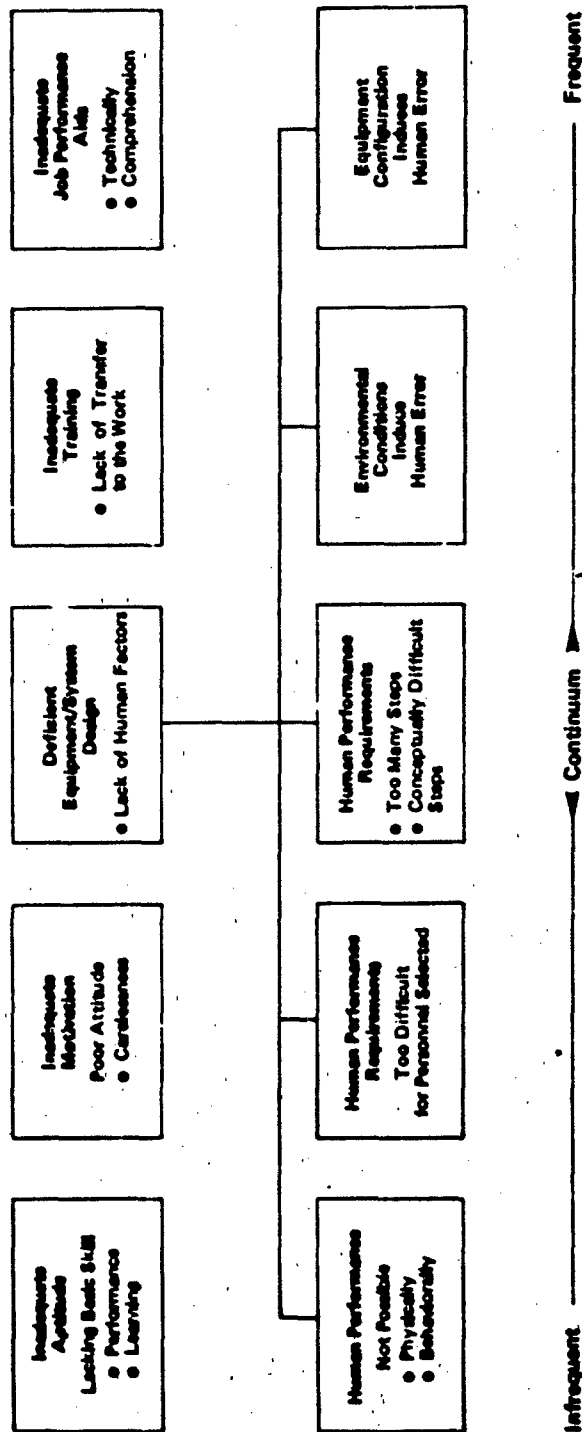 Inadequate
Aptitude
Lacking Basic Skill
● Performance
● Learning
Inadequate
Motivation
Poor Attitude
● Carelessness
Deficient
Equipment/System
Design
● Lack of Human Factors
Inadequate
Training
● Lack of Transfer
to the Work
Inadequate
Job Performance
Aids
● Technically
● Comprehension
Human Performance
Not Possible
● Physically
● Behaviorally
Human Performance
Requirements
Too Difficult
for Personnel Selected
Human Performance
Requirements
● Too Many Steps
● Conceptually Difficult
Steps
Environmental
Conditions
Induce
Human Error
Equipment
Configuration
Induces
Human Error
Infrequent
Continuum
Frequent